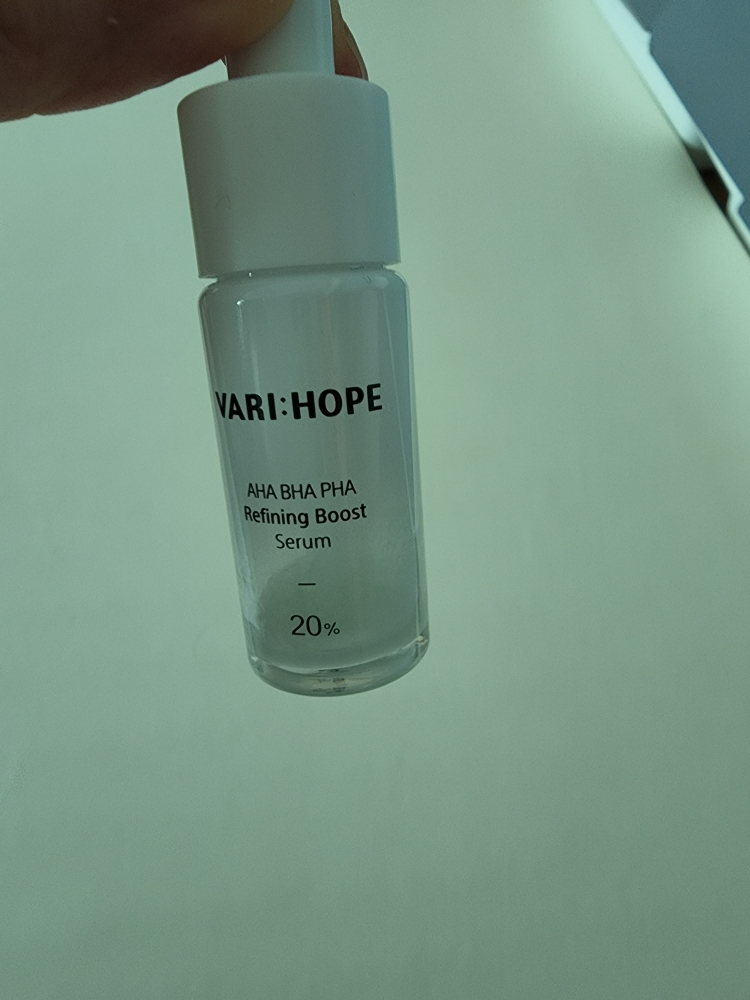 VARI:HOPE
AHA BHA PHA
Refining Boost
Serum
20%